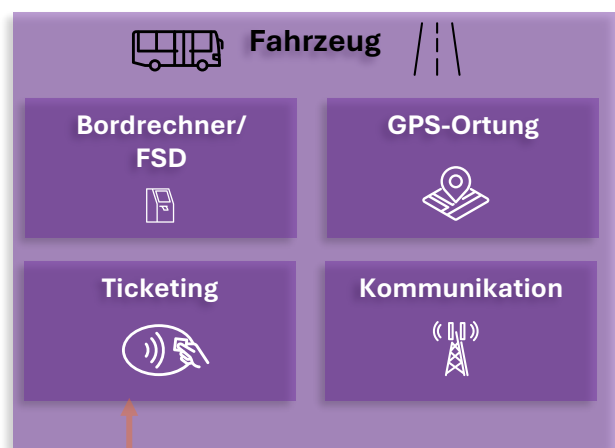 Fahrzeug
Bordrechner/
FSD
GPS-Ortung
Ticketing
Kommunikation